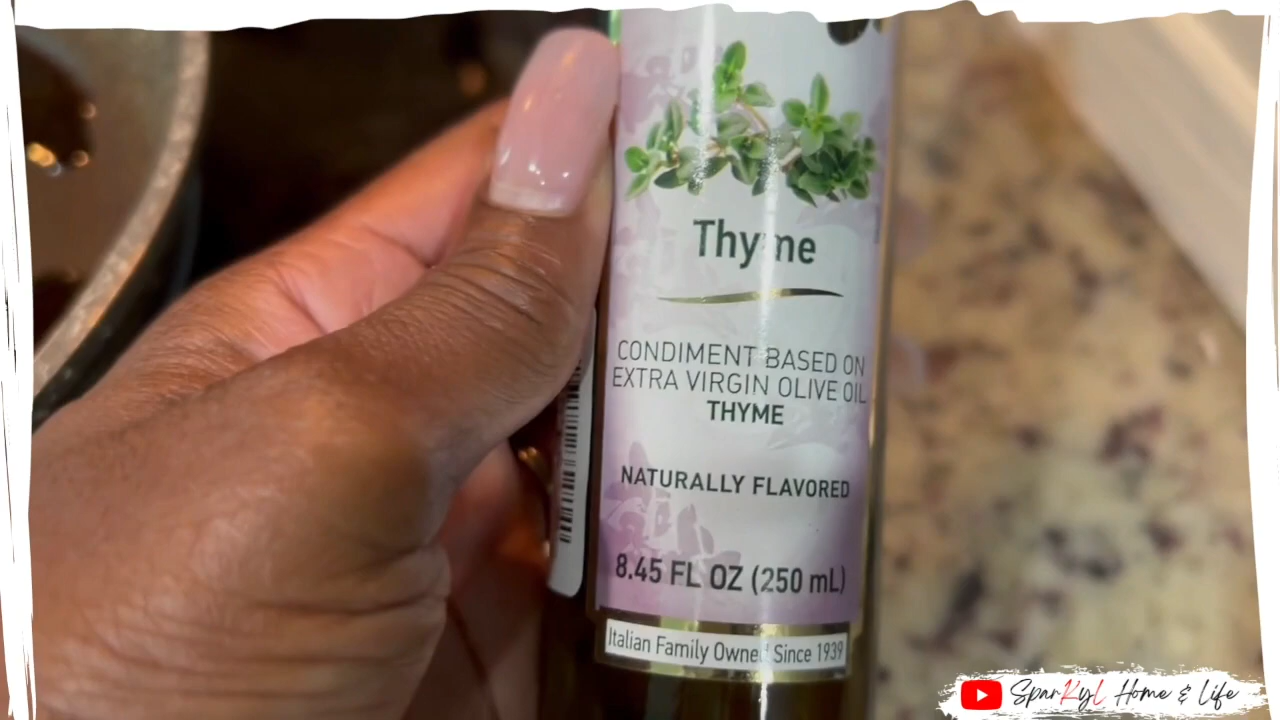 Thyme
CONDIMENT BASED ON
EXTRA VIRGIN OLIVE OIL
THYME
NATURALLY FLAVORED
8.45 FL OZ (250 mL)
Italian Family Owned Since 1939
SparKyl Home & Life